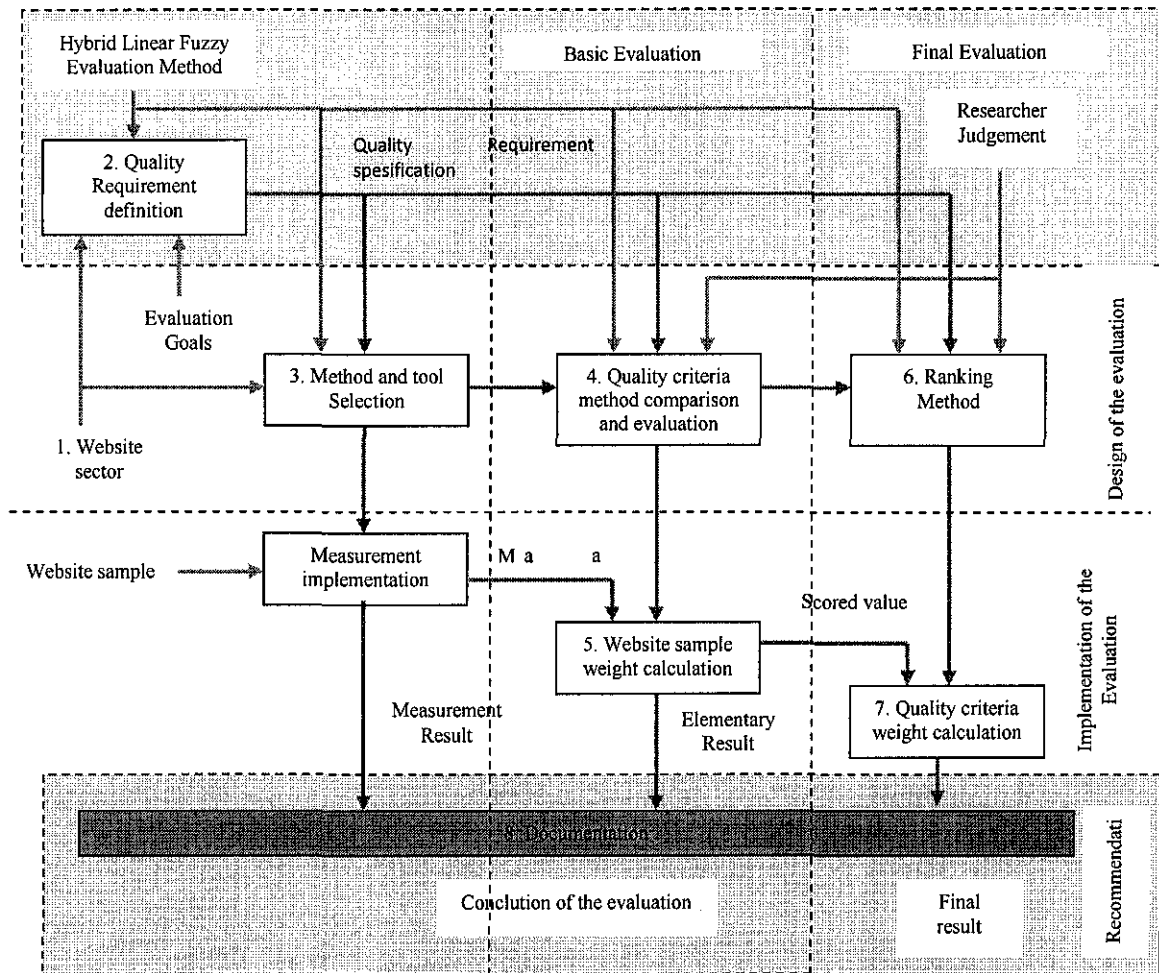 Hybrid Linear Fuzzy
Evaluation Method
Basic Evaluation
Final Evaluation
Researcher
Judgement
2. Quality
Requirement
definition
Quality Requirement
spesification
Evaluation
Goals
3. Method and tool
Selection
4. Quality criteria
method comparison
and evaluation
6. Ranking
Method
1. Website
sector
Design of the evaluation
Website sample
Measurement
implementation
M a a
Scored value
5. Website sample
weight calculation
7. Quality criteria
weight calculation
Measurement
Result
Elementary
Result
Implementation of the
Evaluation
8. Documentation
Conclution of the evaluation
Final
result
Recommendati